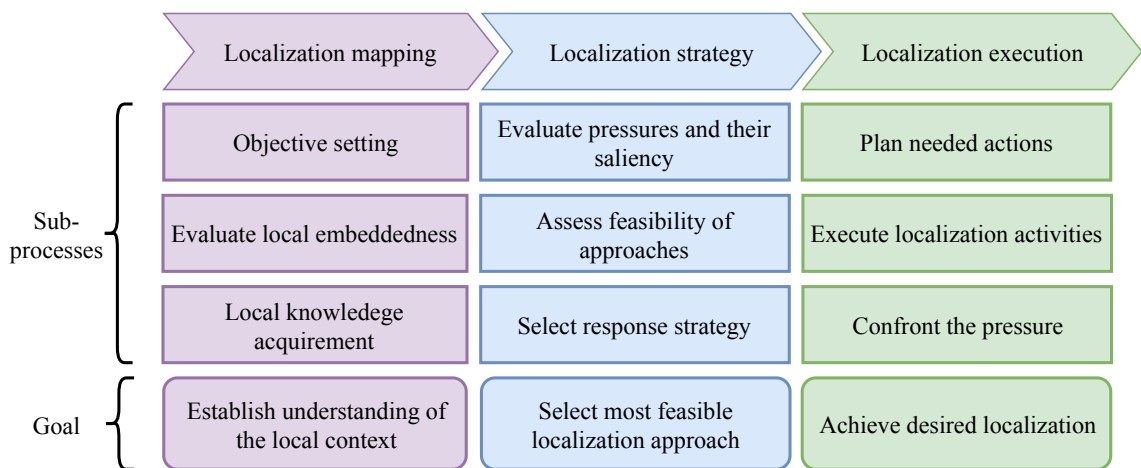 Localization mapping
Localization strategy
Localization execution
Sub-
processes
Objective setting
Evaluate pressures and their
saliency
Plan needed actions
Evaluate local embeddedness
Assess feasibility of
approaches
Execute localization activities
Local knowledege
acquirement
Select response strategy
Confront the pressure
Goal
Establish understanding of
the local context
Select most feasible
localization approach
Achieve desired localization